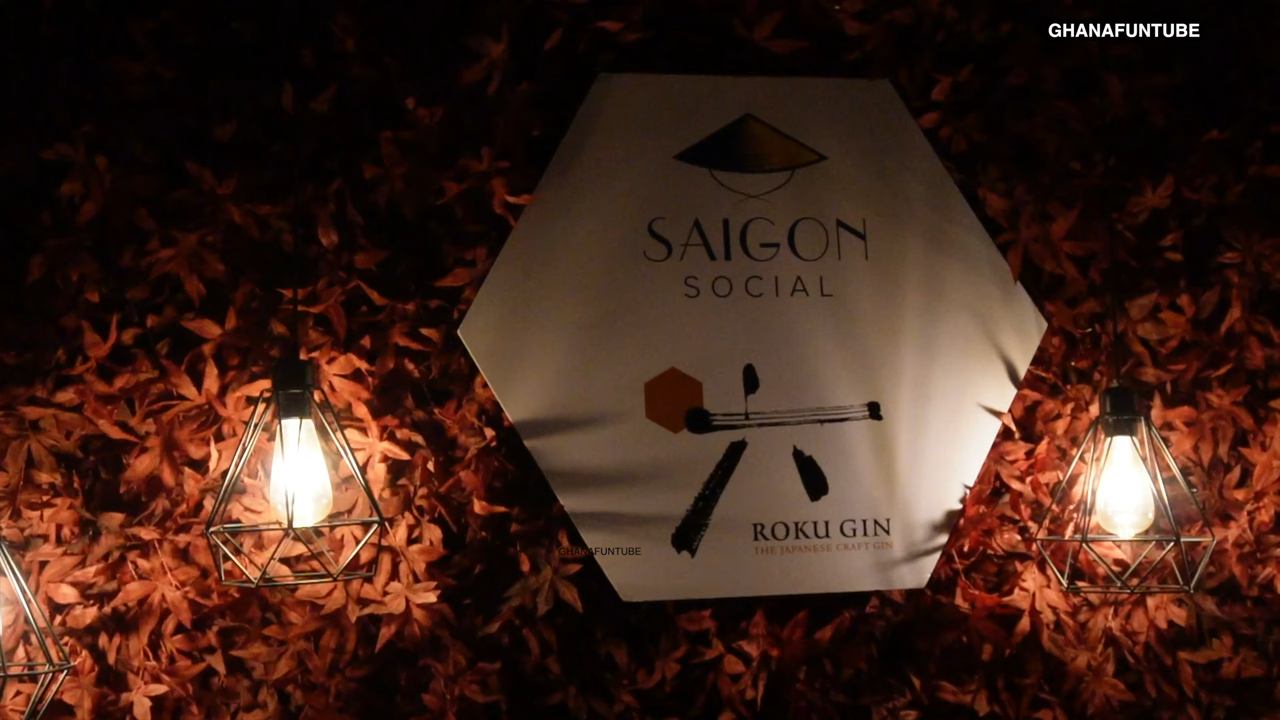 GHANAFUNTUBE
SAIGON
SOCIAL
六
ROKU GIN
THE JAPANESE CRAFT GIN
GHANAFUNTUBE